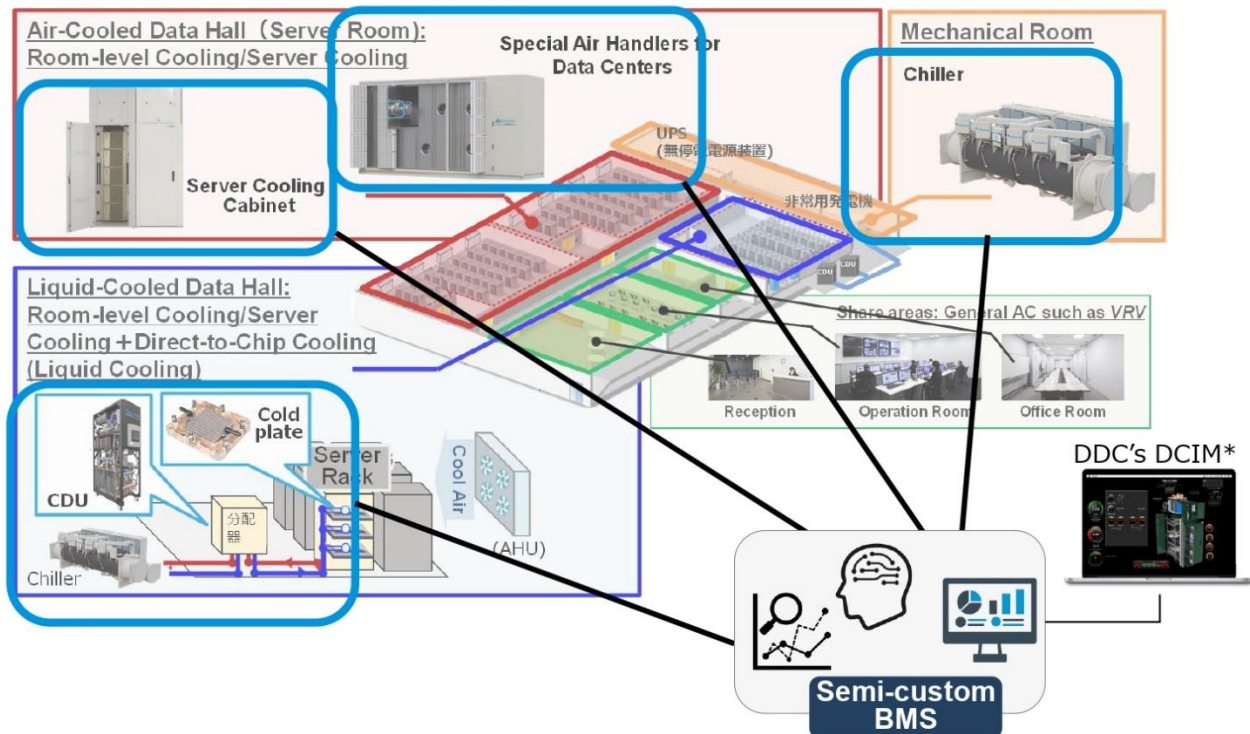 Air-Cooled Data Hall（Server Room):
Room-level Cooling/Server Cooling
Special Air Handlers for
Data Centers
Server Cooling
Cabinet
Mechanical Room
Chiller
UPS
(無停電電源装置)
非常用発電機
CDU
CDU
Liquid-Cooled Data Hall:
Room-level Cooling/Server
Cooling＋Direct-to-Chip Cooling
(Liquid Cooling)
Share areas: General AC such as VRV
Reception
Operation Room
Office Room
CDU
Cold
plate
Server
Rack
Cool Air
(AHU)
分配
器
Chiller
DDC's DCIM*
Semi-custom
BMS